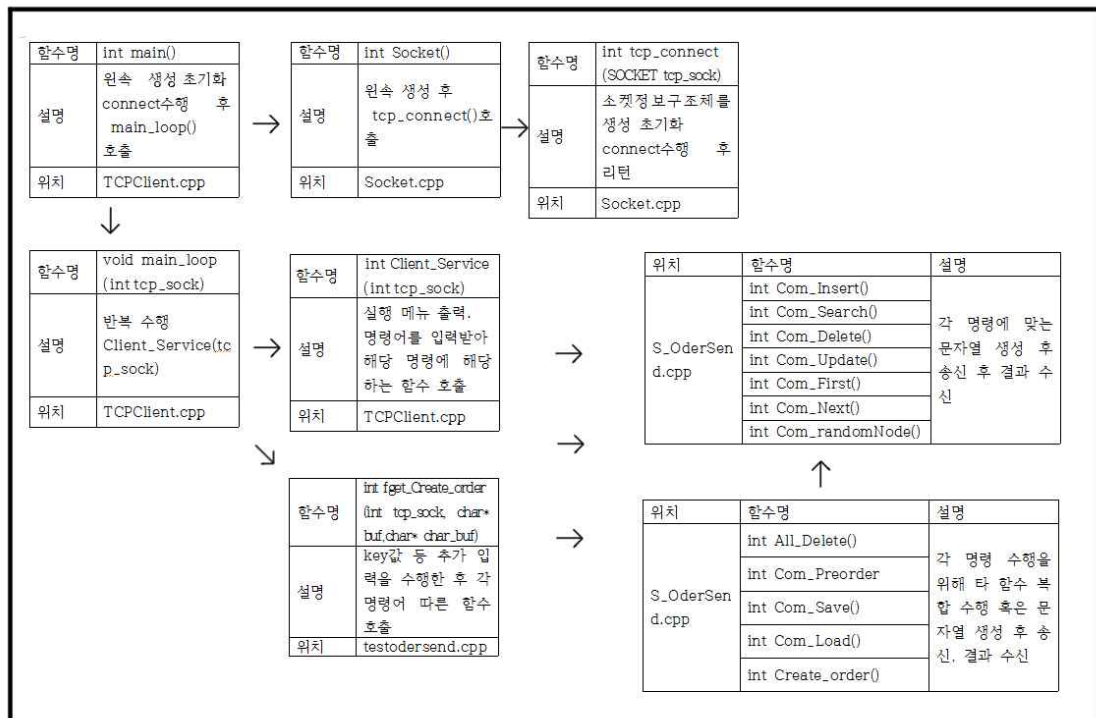 함수명 int main()
설명 윈속 생성 초기화
connect수행 후
main_loop()
호출
위치 TCPClient.cpp
함수명 int Socket()
설명 윈속 생성 후
tcp_connect()호
출
위치 Socket.cpp
함수명 int tcp_connect
(SOCKET tcp_sock)
설명 소켓정보구조체를
생성 초기화
connect수행 후
리턴
위치 Socket.cpp
함수명 void main_loop
(int tcp_sock)
설명 반복 수행
Client_Service(tc
p_sock)
위치 TCPClient.cpp
함수명 int Client_Service
(int tcp_sock)
설명 실행 메뉴 출력.
명령어를 입력받아
해당 명령에 해당
하는 함수 호출
위치 TCPClient.cpp
위치 함수명 설명
S_OderSen
d.cpp
int Com_Insert()
int Com_Search()
int Com_Delete()
int Com_Update()
int Com_First()
int Com_Next()
int Com_randomNode()
각 명령에 맞는
문자열 생성 후
송신 후 결과 수
신
함수명 int fget_Create_order
(int tcp_sock, char*
buf,char* char_buf)
설명 key값 등 추가 입
력을 수행한 후 각
명령어 따른 함수
호출
위치 testodersend.cpp
위치 함수명 설명
S_OderSen
d.cpp
int All_Delete()
int Com_Preorder
int Com_Save()
int Com_Load()
int Create_order()
각 명령 수행을
위해 타 함수 복
합 수행 혹은 문
자열 생성 후 송
신, 결과 수신